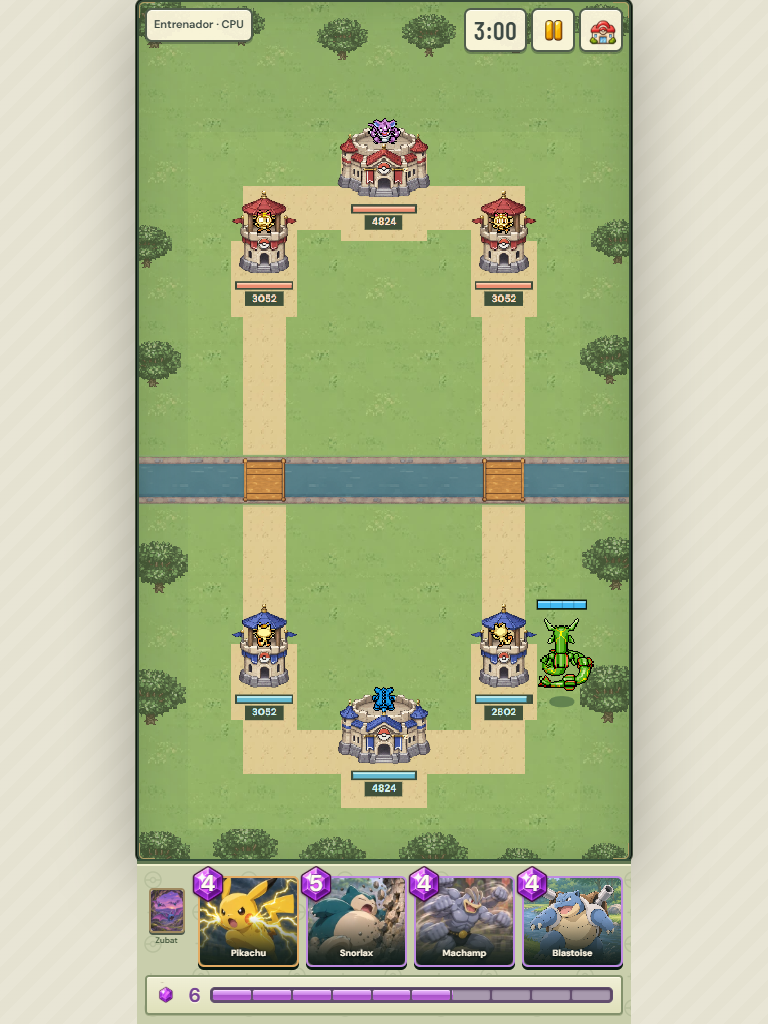 Entrenador · CPU
3:00
4824
3052
3052
3052
2802
4824
4
5
4
4
Zubat
Pikachu
Snorlax
Machamp
Blastoise
6